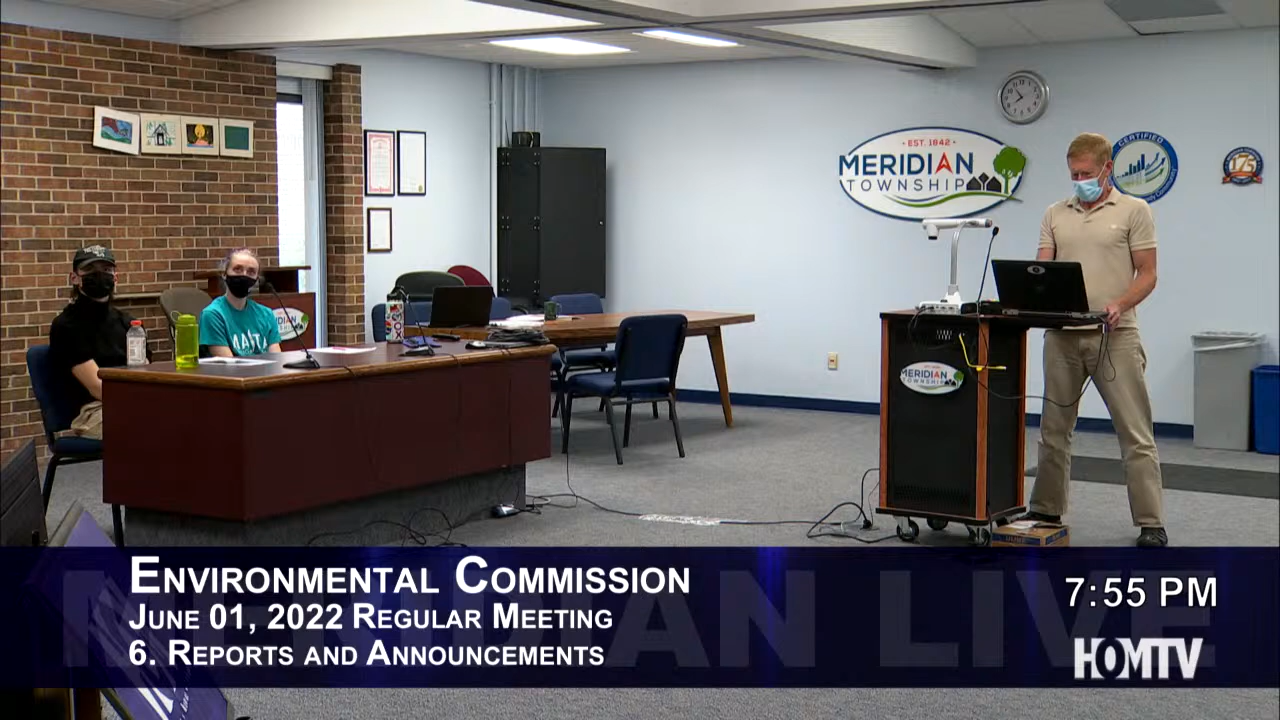 EST. 1842
MERIDIAN
TOWNSHIP
CERTIFIED
175
MERIDIAN
TOWNSHIP
ENVIRONMENTAL COMMISSION
JUNE 01, 2022 REGULAR MEETING
6. REPORTS AND ANNOUNCEMENTS
7:55 PM
HOMTV
MERIDIAN LIVE